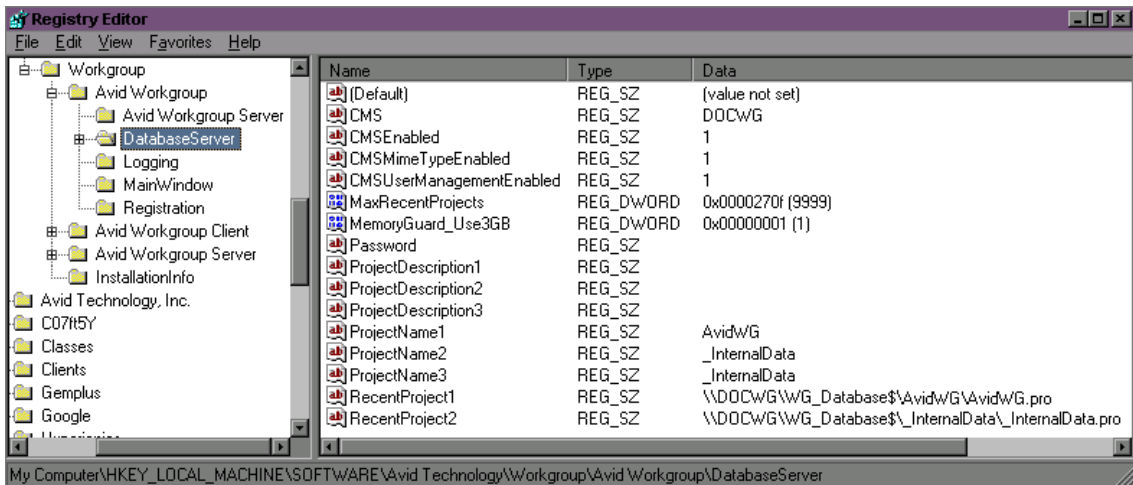 Registry Editor
File Edit View Favorites Help
Workgroup
Avid Workgroup
Avid Workgroup Server
DatabaseServer
Logging
MainWindow
Registration
Avid Workgroup Client
Avid Workgroup Server
InstallationInfo
Avid Technology, Inc.
C07ft5Y
Classes
Clients
Gemplus
Google
Name Type Data
(Default) REG_SZ (value not set)
CMS REG_SZ DOCWG
CMSEnabled REG_SZ 1
CMSMimeTypeEnabled REG_SZ 1
CMSUserManagementEnabled REG_SZ 1
MaxRecentProjects REG_DWORD 0x0000270f (9999)
MemoryGuard_Use3GB REG_DWORD 0x00000001 (1)
Password REG_SZ
ProjectDescription1 REG_SZ
ProjectDescription2 REG_SZ
ProjectDescription3 REG_SZ
ProjectName1 REG_SZ AvidWG
ProjectName2 REG_SZ _InternalData
ProjectName3 REG_SZ _InternalData
RecentProject1 REG_SZ \\DOCWG\WG_Database$\AvidWG\AvidWG.pro
RecentProject2 REG_SZ \\DOCWG\WG_Database$\_InternalData\_InternalData.pro
My Computer\HKEY_LOCAL_MACHINE\SOFTWARE\Avid Technology\Workgroup\Avid Workgroup\DatabaseServer